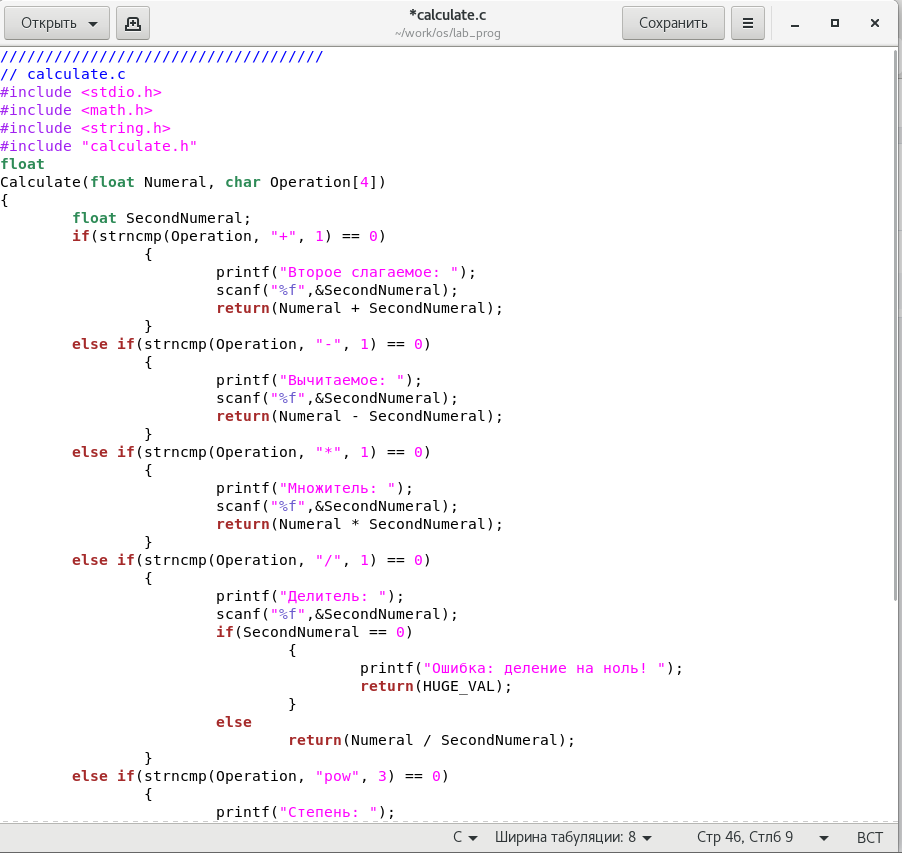 Открыть
*calculate.c
~/work/os/lab_prog
Сохранить
////////////////////////////////////
// calculate.c
#include <stdio.h>
#include <math.h>
#include <string.h>
#include "calculate.h"
float
Calculate(float Numeral, char Operation[4])
{
        float SecondNumeral;
        if(strncmp(Operation, "+", 1) == 0)
                {
                        printf("Второе слагаемое: ");
                        scanf("%f",&SecondNumeral);
                        return(Numeral + SecondNumeral);
                }
        else if(strncmp(Operation, "-", 1) == 0)
                {
                        printf("Вычитаемое: ");
                        scanf("%f",&SecondNumeral);
                        return(Numeral - SecondNumeral);
                }
        else if(strncmp(Operation, "*", 1) == 0)
                {
                        printf("Множитель: ");
                        scanf("%f",&SecondNumeral);
                        return(Numeral * SecondNumeral);
                }
        else if(strncmp(Operation, "/", 1) == 0)
                {
                        printf("Делитель: ");
                        scanf("%f",&SecondNumeral);
                        if(SecondNumeral == 0)
                                {
                                        printf("Ошибка: деление на ноль! ");
                                        return(HUGE_VAL);
                                }
                        else
                                return(Numeral / SecondNumeral);
                }
        else if(strncmp(Operation, "pow", 3) == 0)
                {
                        printf("Степень: ");
C Ширина табуляции: 8 Стр 46, Стлб 9 ВСТ